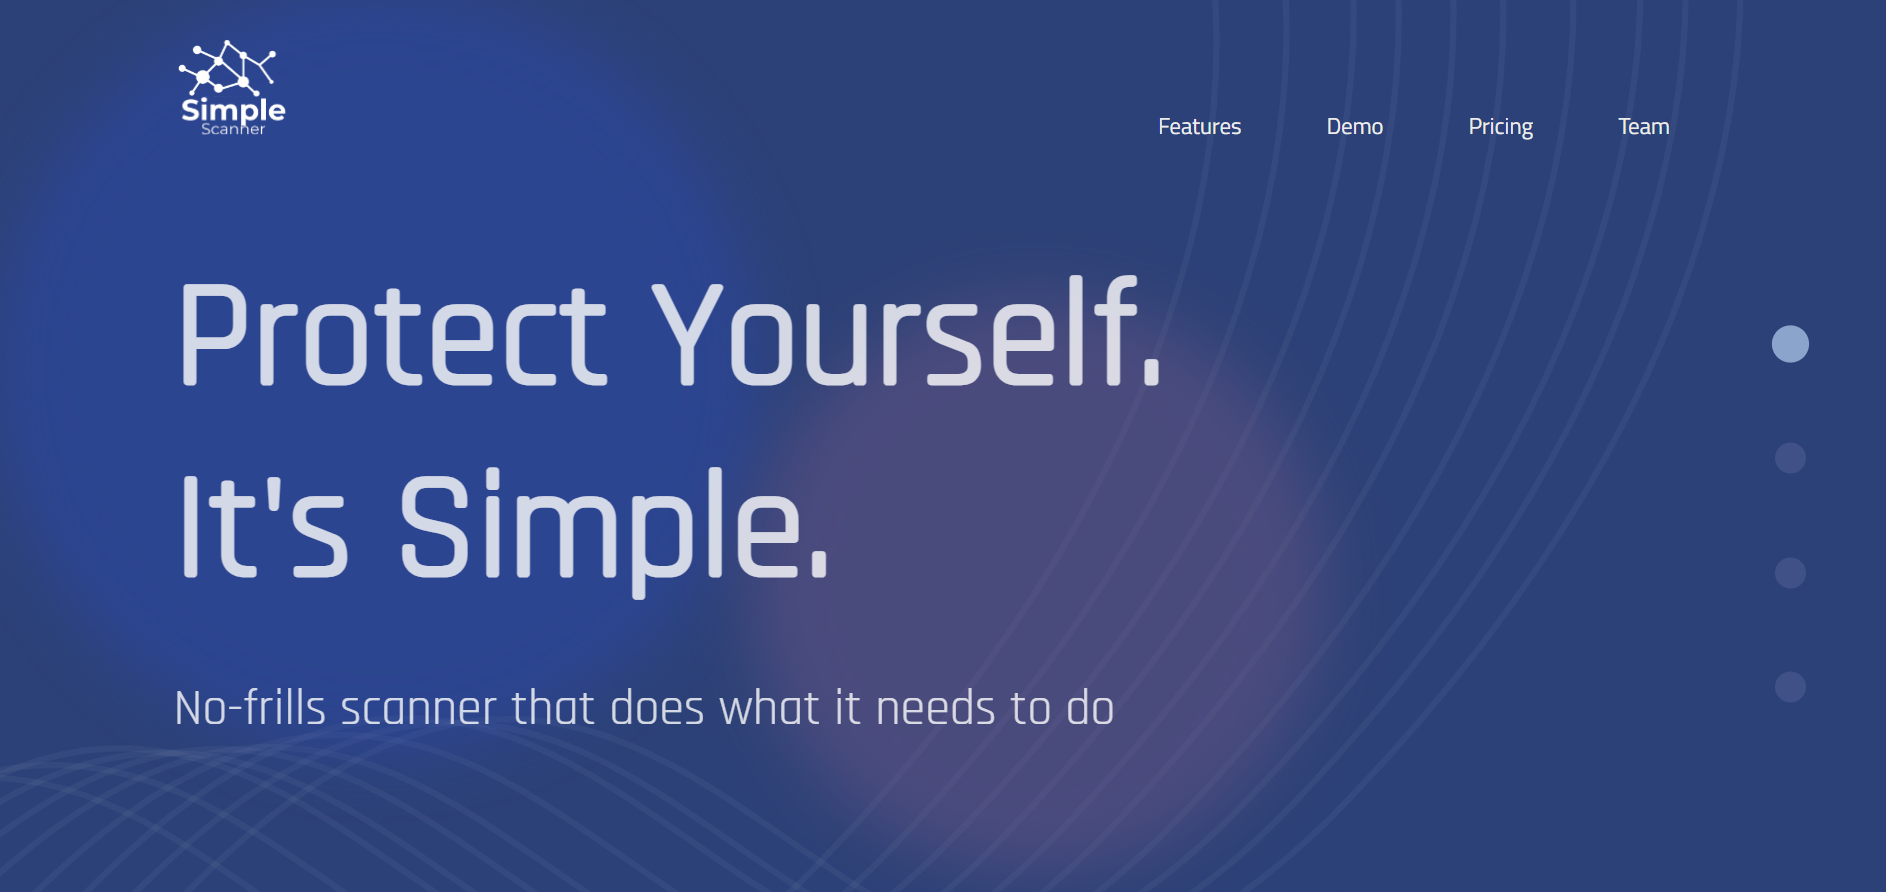 Simple
Scanner
Features Demo Pricing Team
Protect Yourself.
It's Simple.
No-frills scanner that does what it needs to do